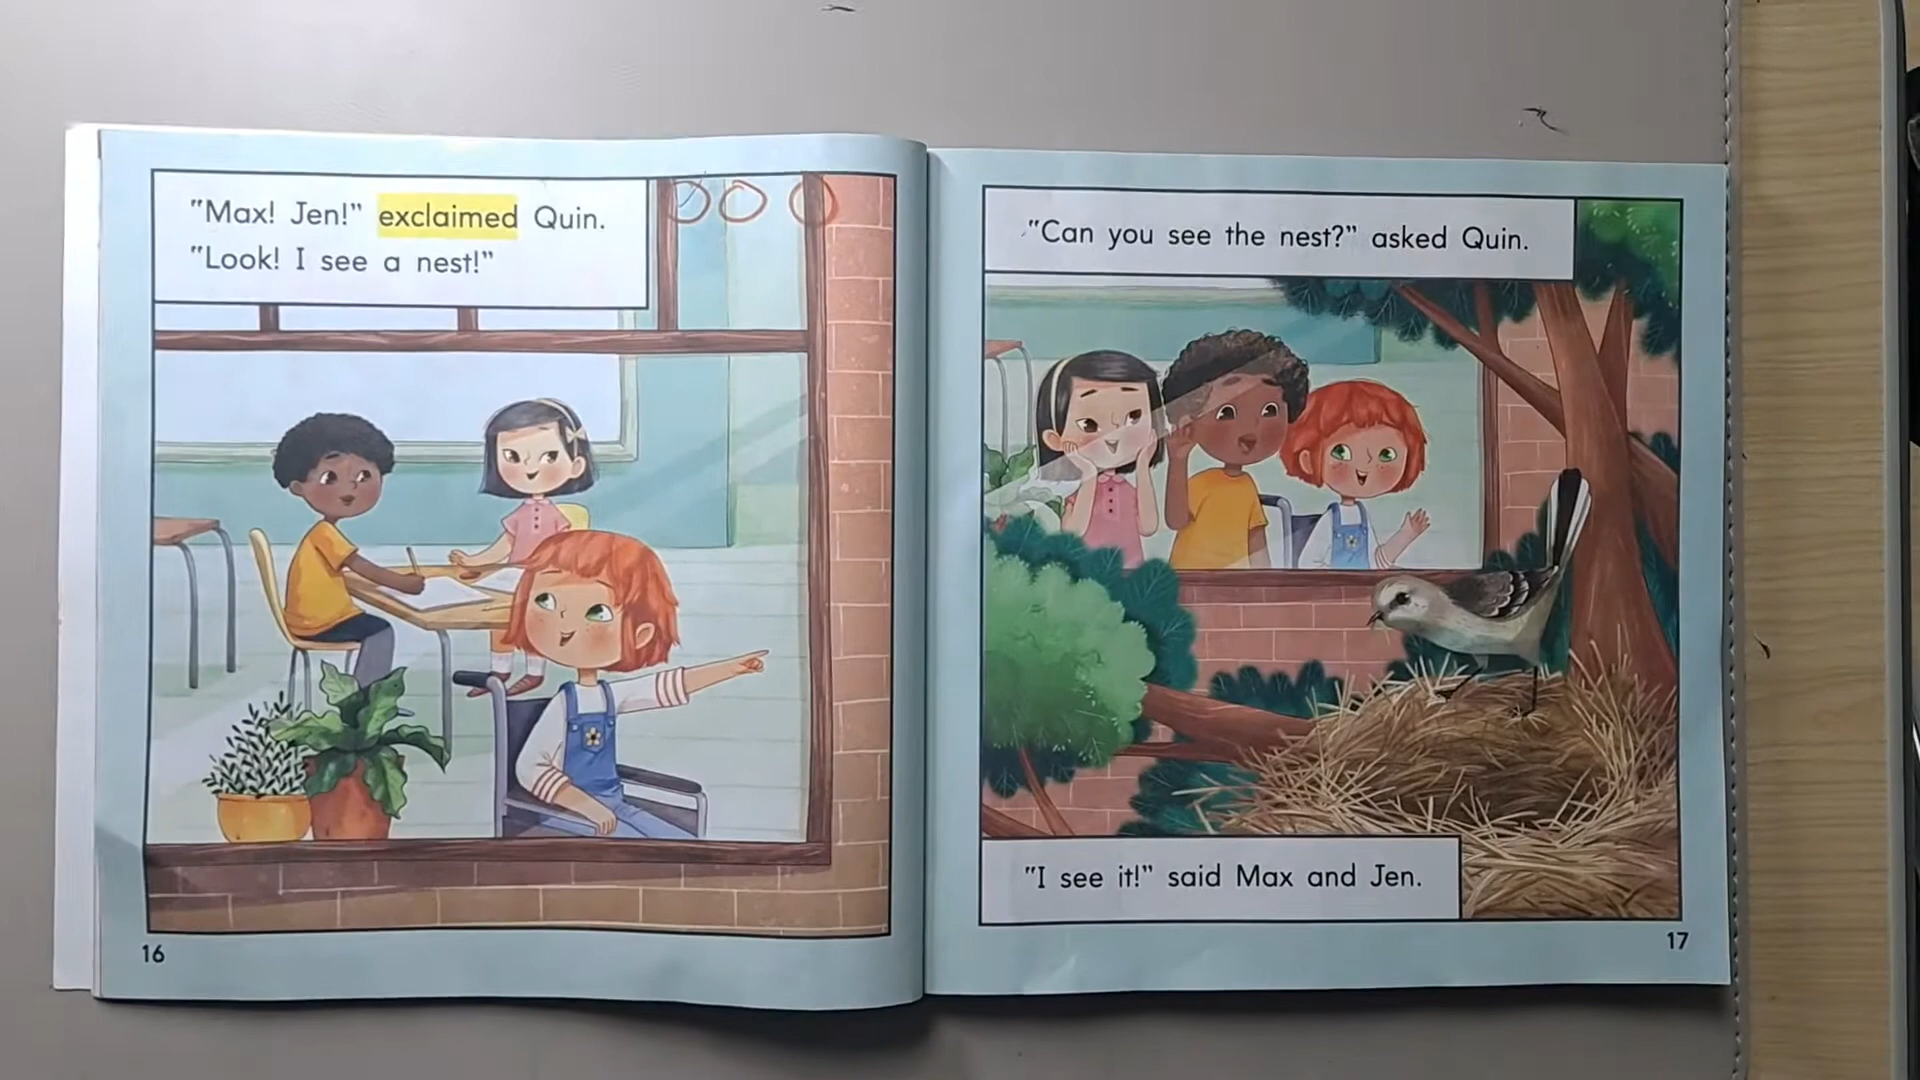 "Max! Jen!" exclaimed Quin.
"Look! I see a nest!"
16
"Can you see the nest?" asked Quin.
"I see it!" said Max and Jen.
17